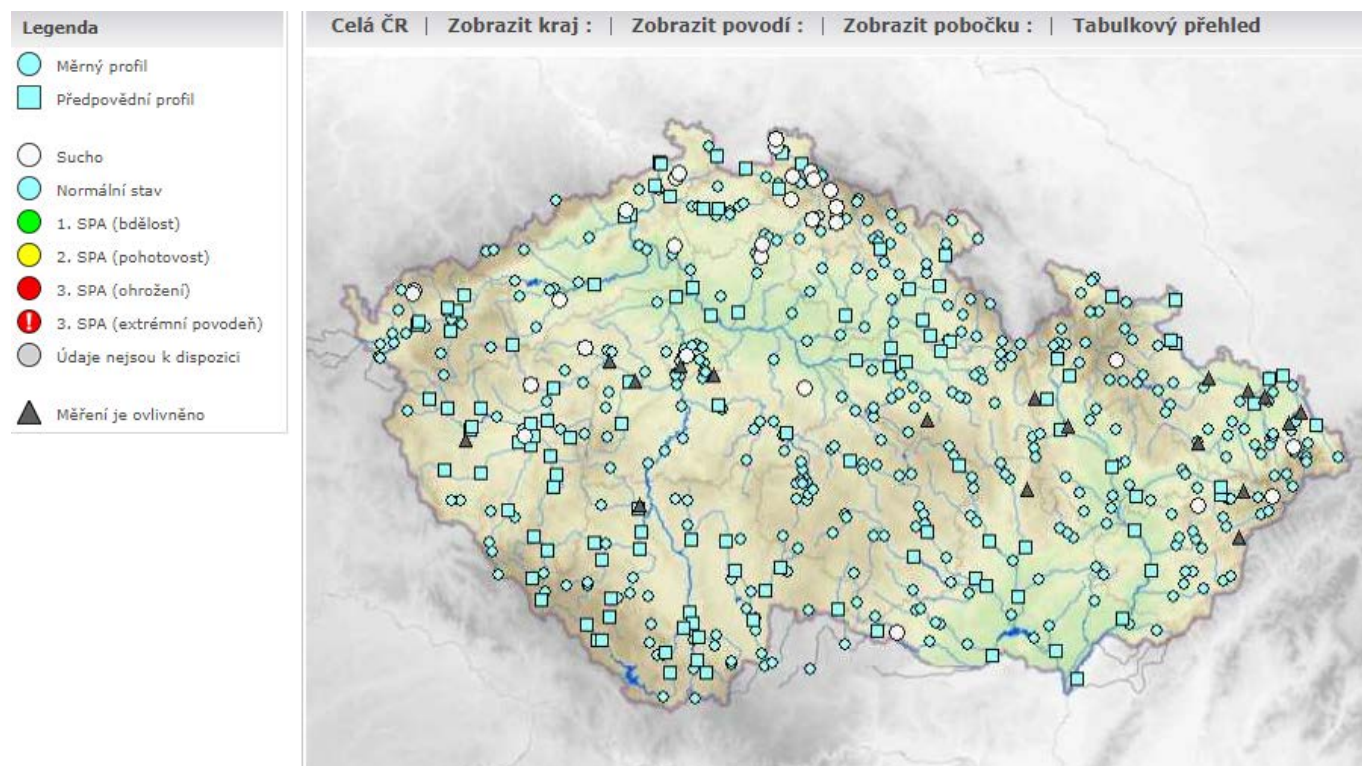 Legenda
Měrný profil
Předpovědní profil
Sucho
Normální stav
1. SPA (bdělost)
2. SPA (pohotovost)
3. SPA (ohrožení)
3. SPA (extrémní povodeň)
Údaje nejsou k dispozici
Měření je ovlivněno
Celá ČR | Zobrazit kraj : | Zobrazit povodí : | Zobrazit pobočku : | Tabulkový přehled